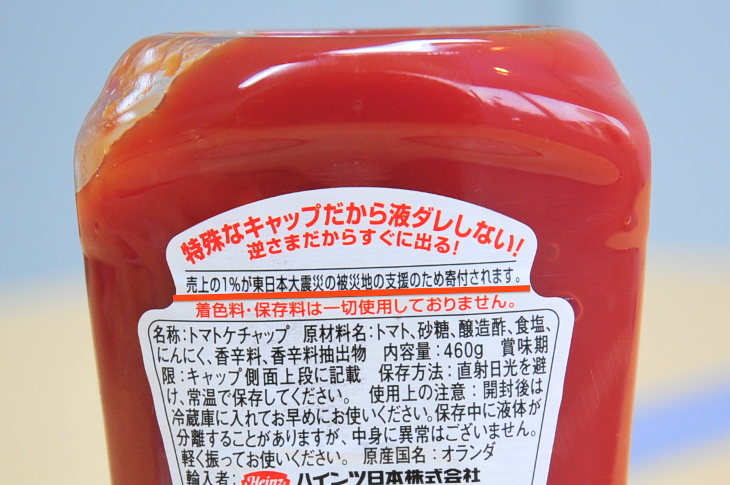 特殊なキャップだから液ダレしない!
逆さまだからすぐに出る!
売上の1%が東日本大震災の被災地の支援のため寄付されます。
着色料・保存料は一切使用しておりません。
名称:トマトケチャップ 原材料名:トマト、砂糖、醸造酢、食塩、
にんにく、香辛料、香辛料抽出物 内容量:460g 賞味期
限:キャップ側面上段に記載 保存方法:直射日光を避
け、常温で保存してください。 使用上の注意:開封後は
冷蔵庫に入れてお早めにお使いください。保存中に液体が
分離することがありますが、中身に異常はございません。
軽く振ってお使いください。 原産国名:オランダ
輸入者: Heinz ハインツ日本株式会社